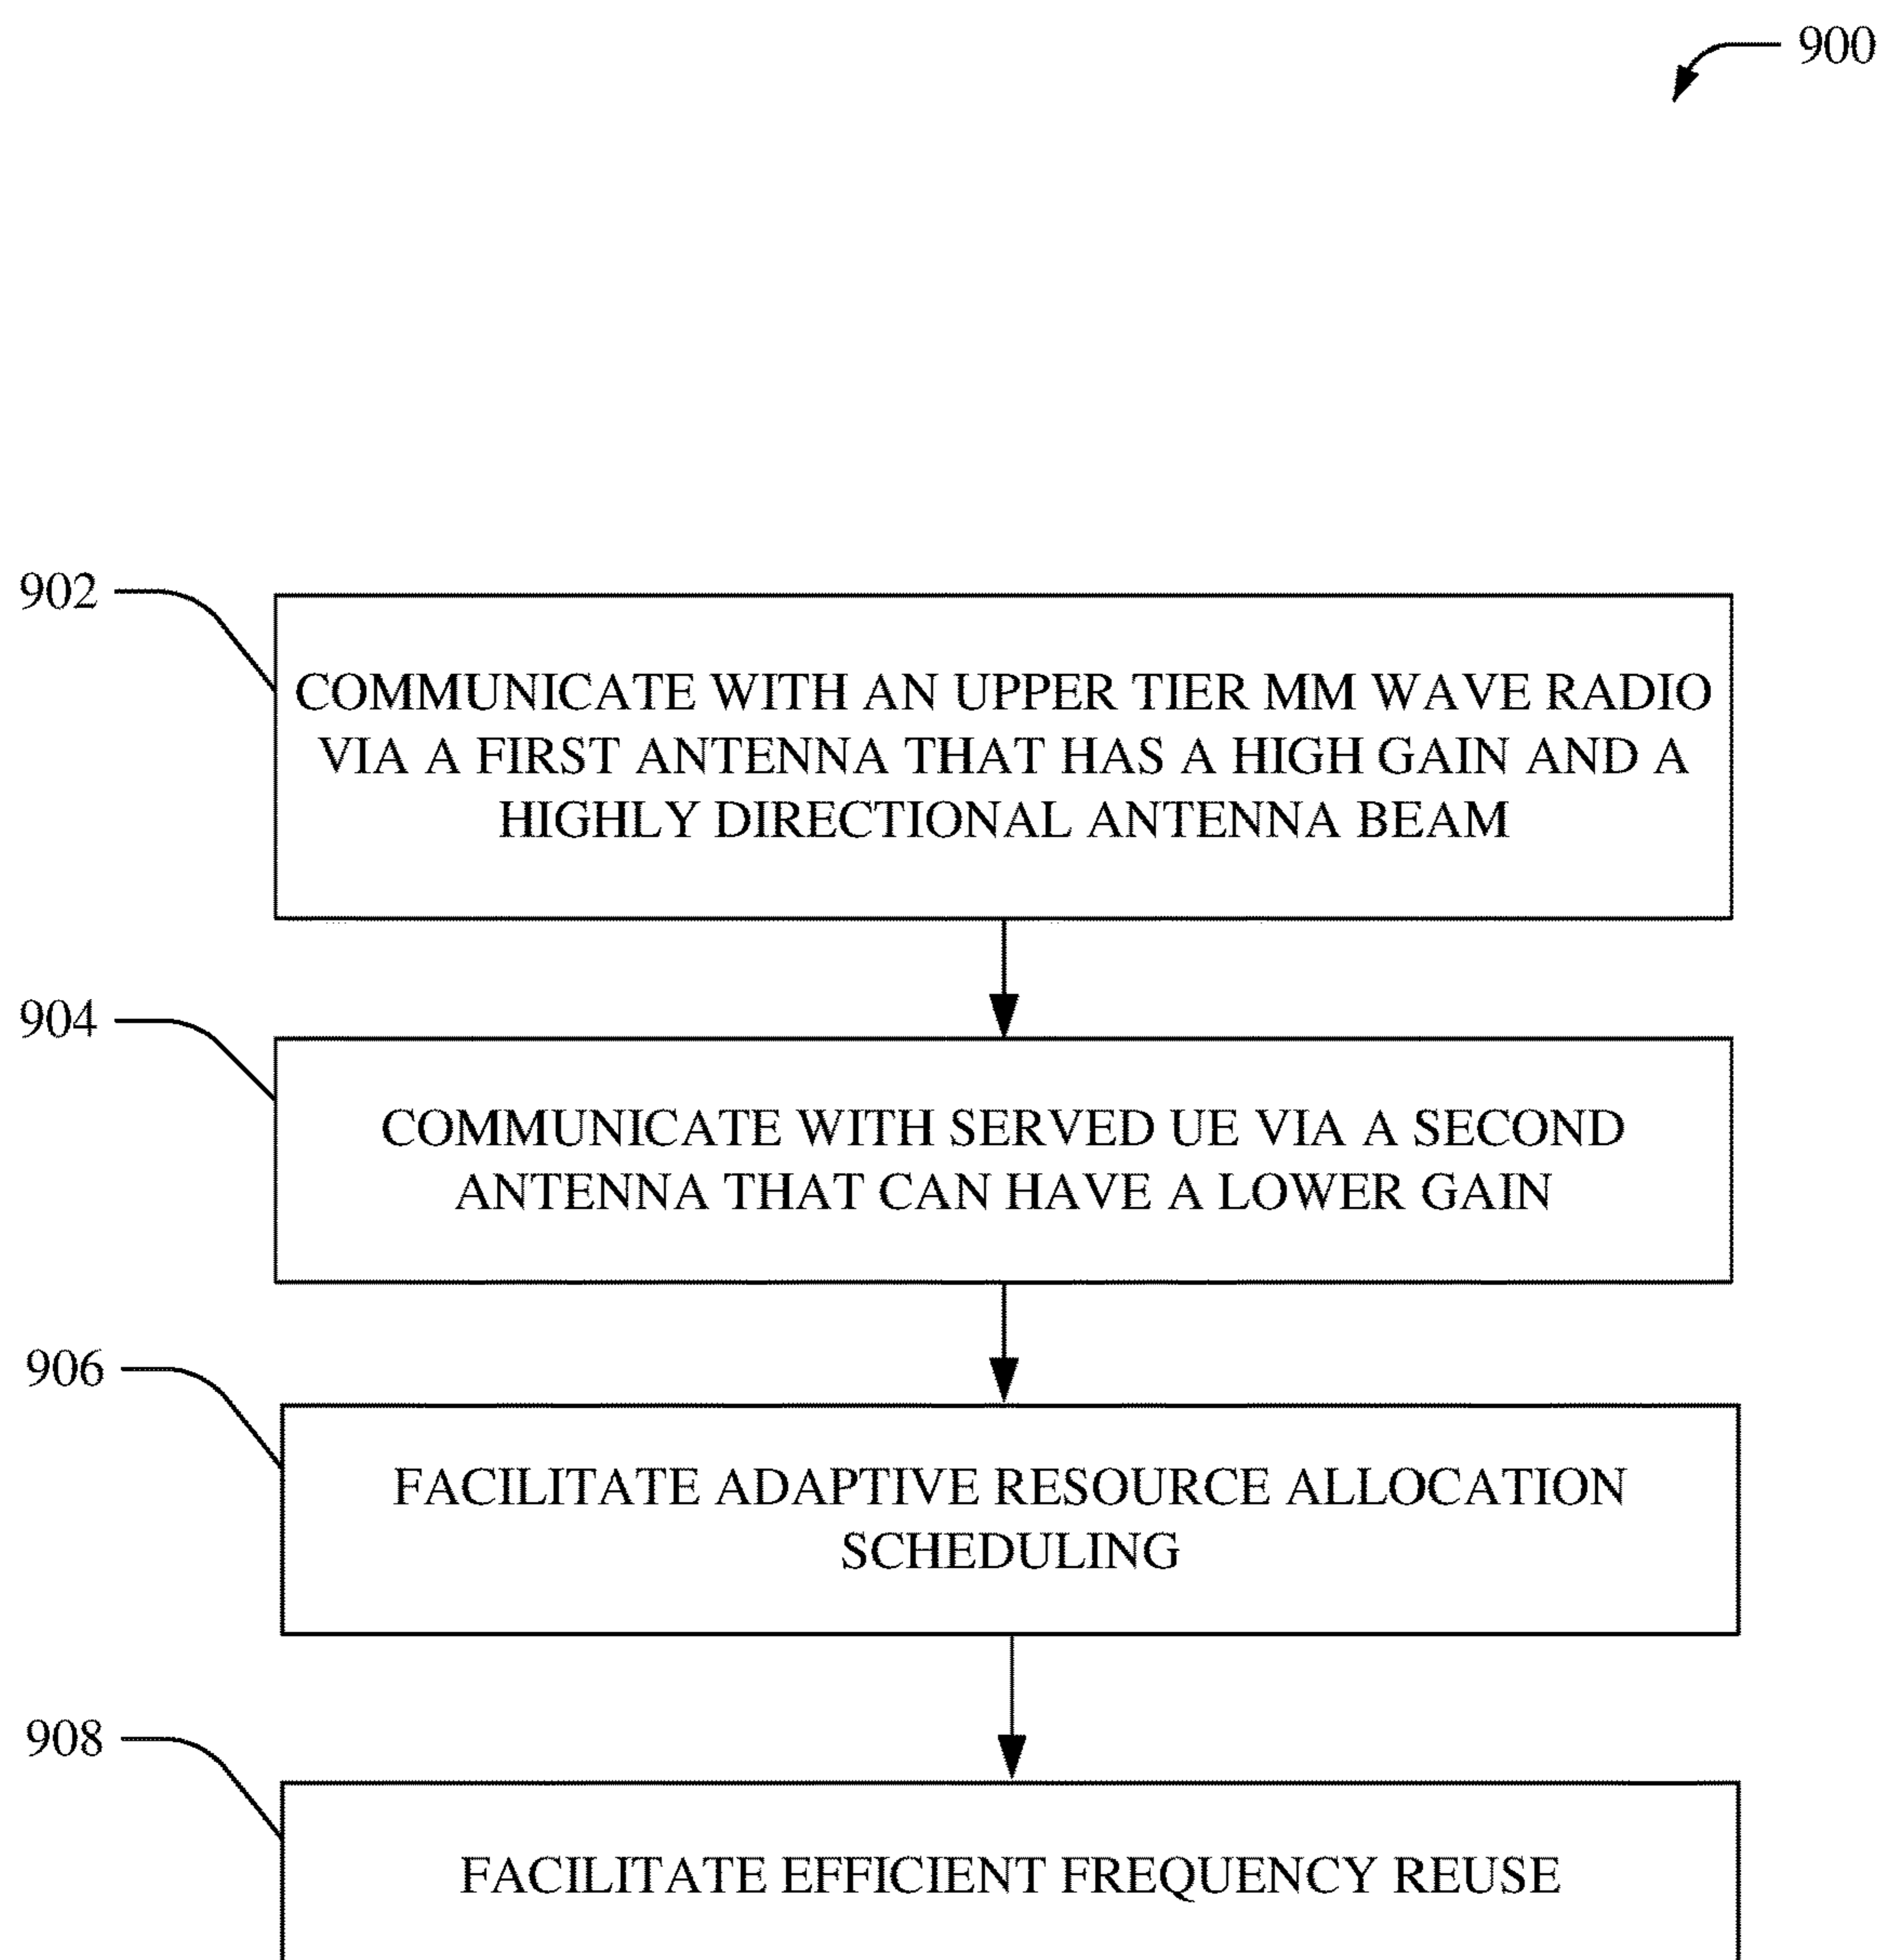 900
902
COMMUNICATE WITH AN UPPER TIER MM WAVE RADIO
VIA A FIRST ANTENNA THAT HAS A HIGH GAIN AND A
HIGHLY DIRECTIONAL ANTENNA BEAM
904
COMMUNICATE WITH SERVED UE VIA A SECOND
ANTENNA THAT CAN HAVE A LOWER GAIN
906
FACILITATE ADAPTIVE RESOURCE ALLOCATION
SCHEDULING
908
FACILITATE EFFICIENT FREQUENCY REUSE